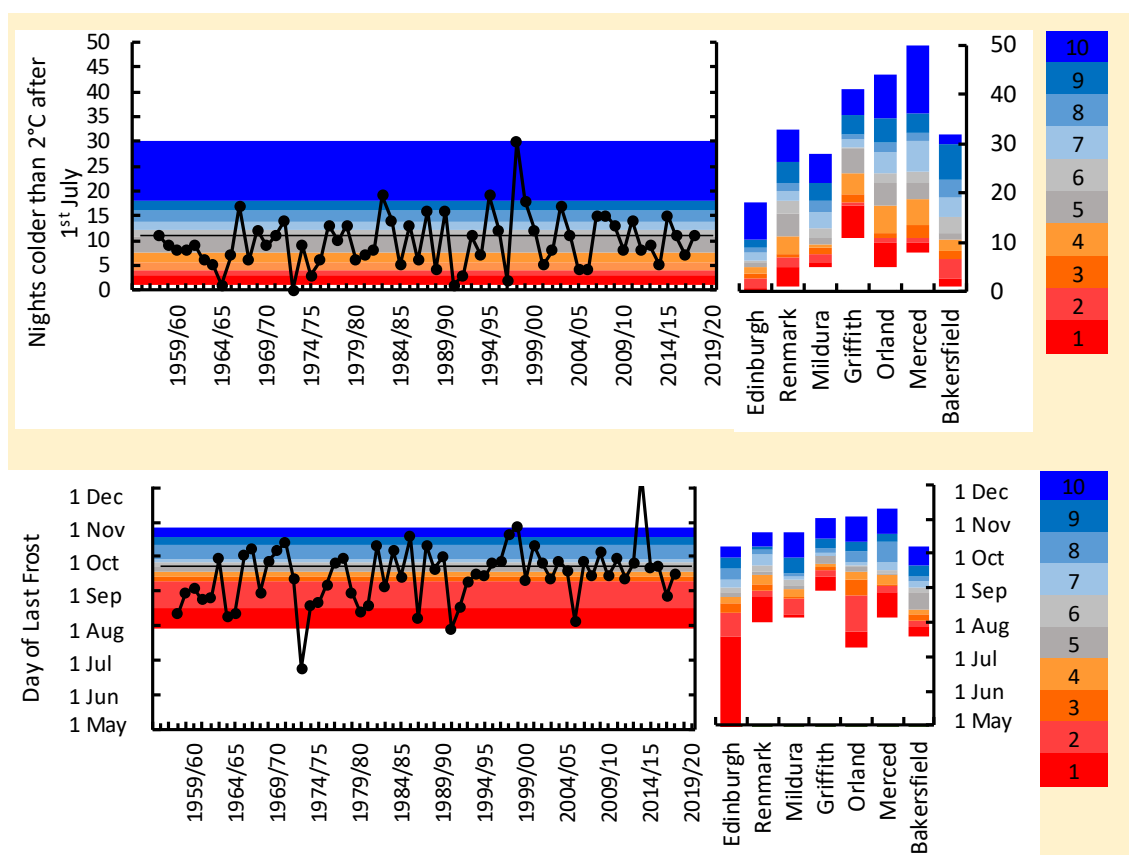 Nights colder than 2°C after
1st July
50
45
40
35
30
25
20
15
10
5
0
1959/60
1964/65
1969/70
1974/75
1979/80
1984/85
1989/90
1994/95
1999/00
2004/05
2009/10
2014/15
2019/20
50
40
30
20
10
0
Edinburgh
Renmark
Mildura
Griffith
Orland
Merced
Bakersfield
10
9
8
7
6
5
4
3
2
1
Day of Last Frost
1 Dec
1 Nov
1 Oct
1 Sep
1 Aug
1 Jul
1 Jun
1 May
1959/60
1964/65
1969/70
1974/75
1979/80
1984/85
1989/90
1994/95
1999/00
2004/05
2009/10
2014/15
2019/20
1 Dec
1 Nov
1 Oct
1 Sep
1 Aug
1 Jul
1 Jun
1 May
Edinburgh
Renmark
Mildura
Griffith
Orland
Merced
Bakersfield
10
9
8
7
6
5
4
3
2
1